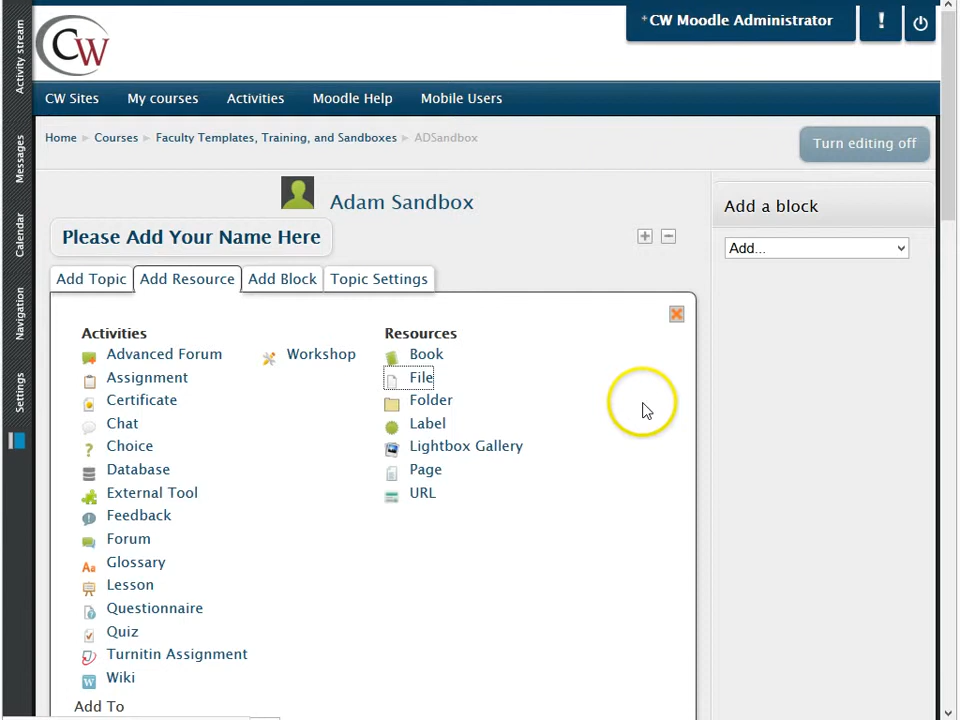 *CW Moodle Administrator
!
CW
CW Sites
My courses
Activities
Moodle Help
Mobile Users
Activity stream
Messages
Calendar
Navigation
Settings
Home ► Courses ► Faculty Templates, Training, and Sandboxes ► ADSandbox
Turn editing off
Adam Sandbox
Add a block
Add...
Please Add Your Name Here
Add Topic
Add Resource
Add Block
Topic Settings
Activities
Advanced Forum
Assignment
Certificate
Chat
Choice
Database
External Tool
Feedback
Forum
Glossary
Lesson
Questionnaire
Quiz
Turnitin Assignment
Wiki
Workshop
Resources
Book
File
Folder
Label
Lightbox Gallery
Page
URL
Add To